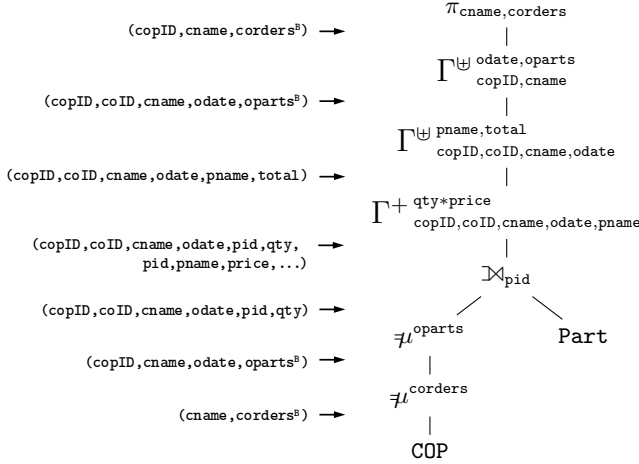 π cname,corders
(copID,cname,corders^B)
Γ⊎ odate,oparts
copID,cname
(copID,coID,cname,odate,oparts^B)
Γ⊎ pname,total
copID,coID,cname,odate
(copID,coID,cname,odate,pname,total)
Γ+ qty*price
copID,coID,cname,odate,pname
(copID,coID,cname,odate,pid,qty,
pid,pname,price,...)
⟕ pid
(copID,coID,cname,odate,pid,qty)
μ oparts
Part
(copID,cname,odate,oparts^B)
μ corders
(cname,corders^B)
COP